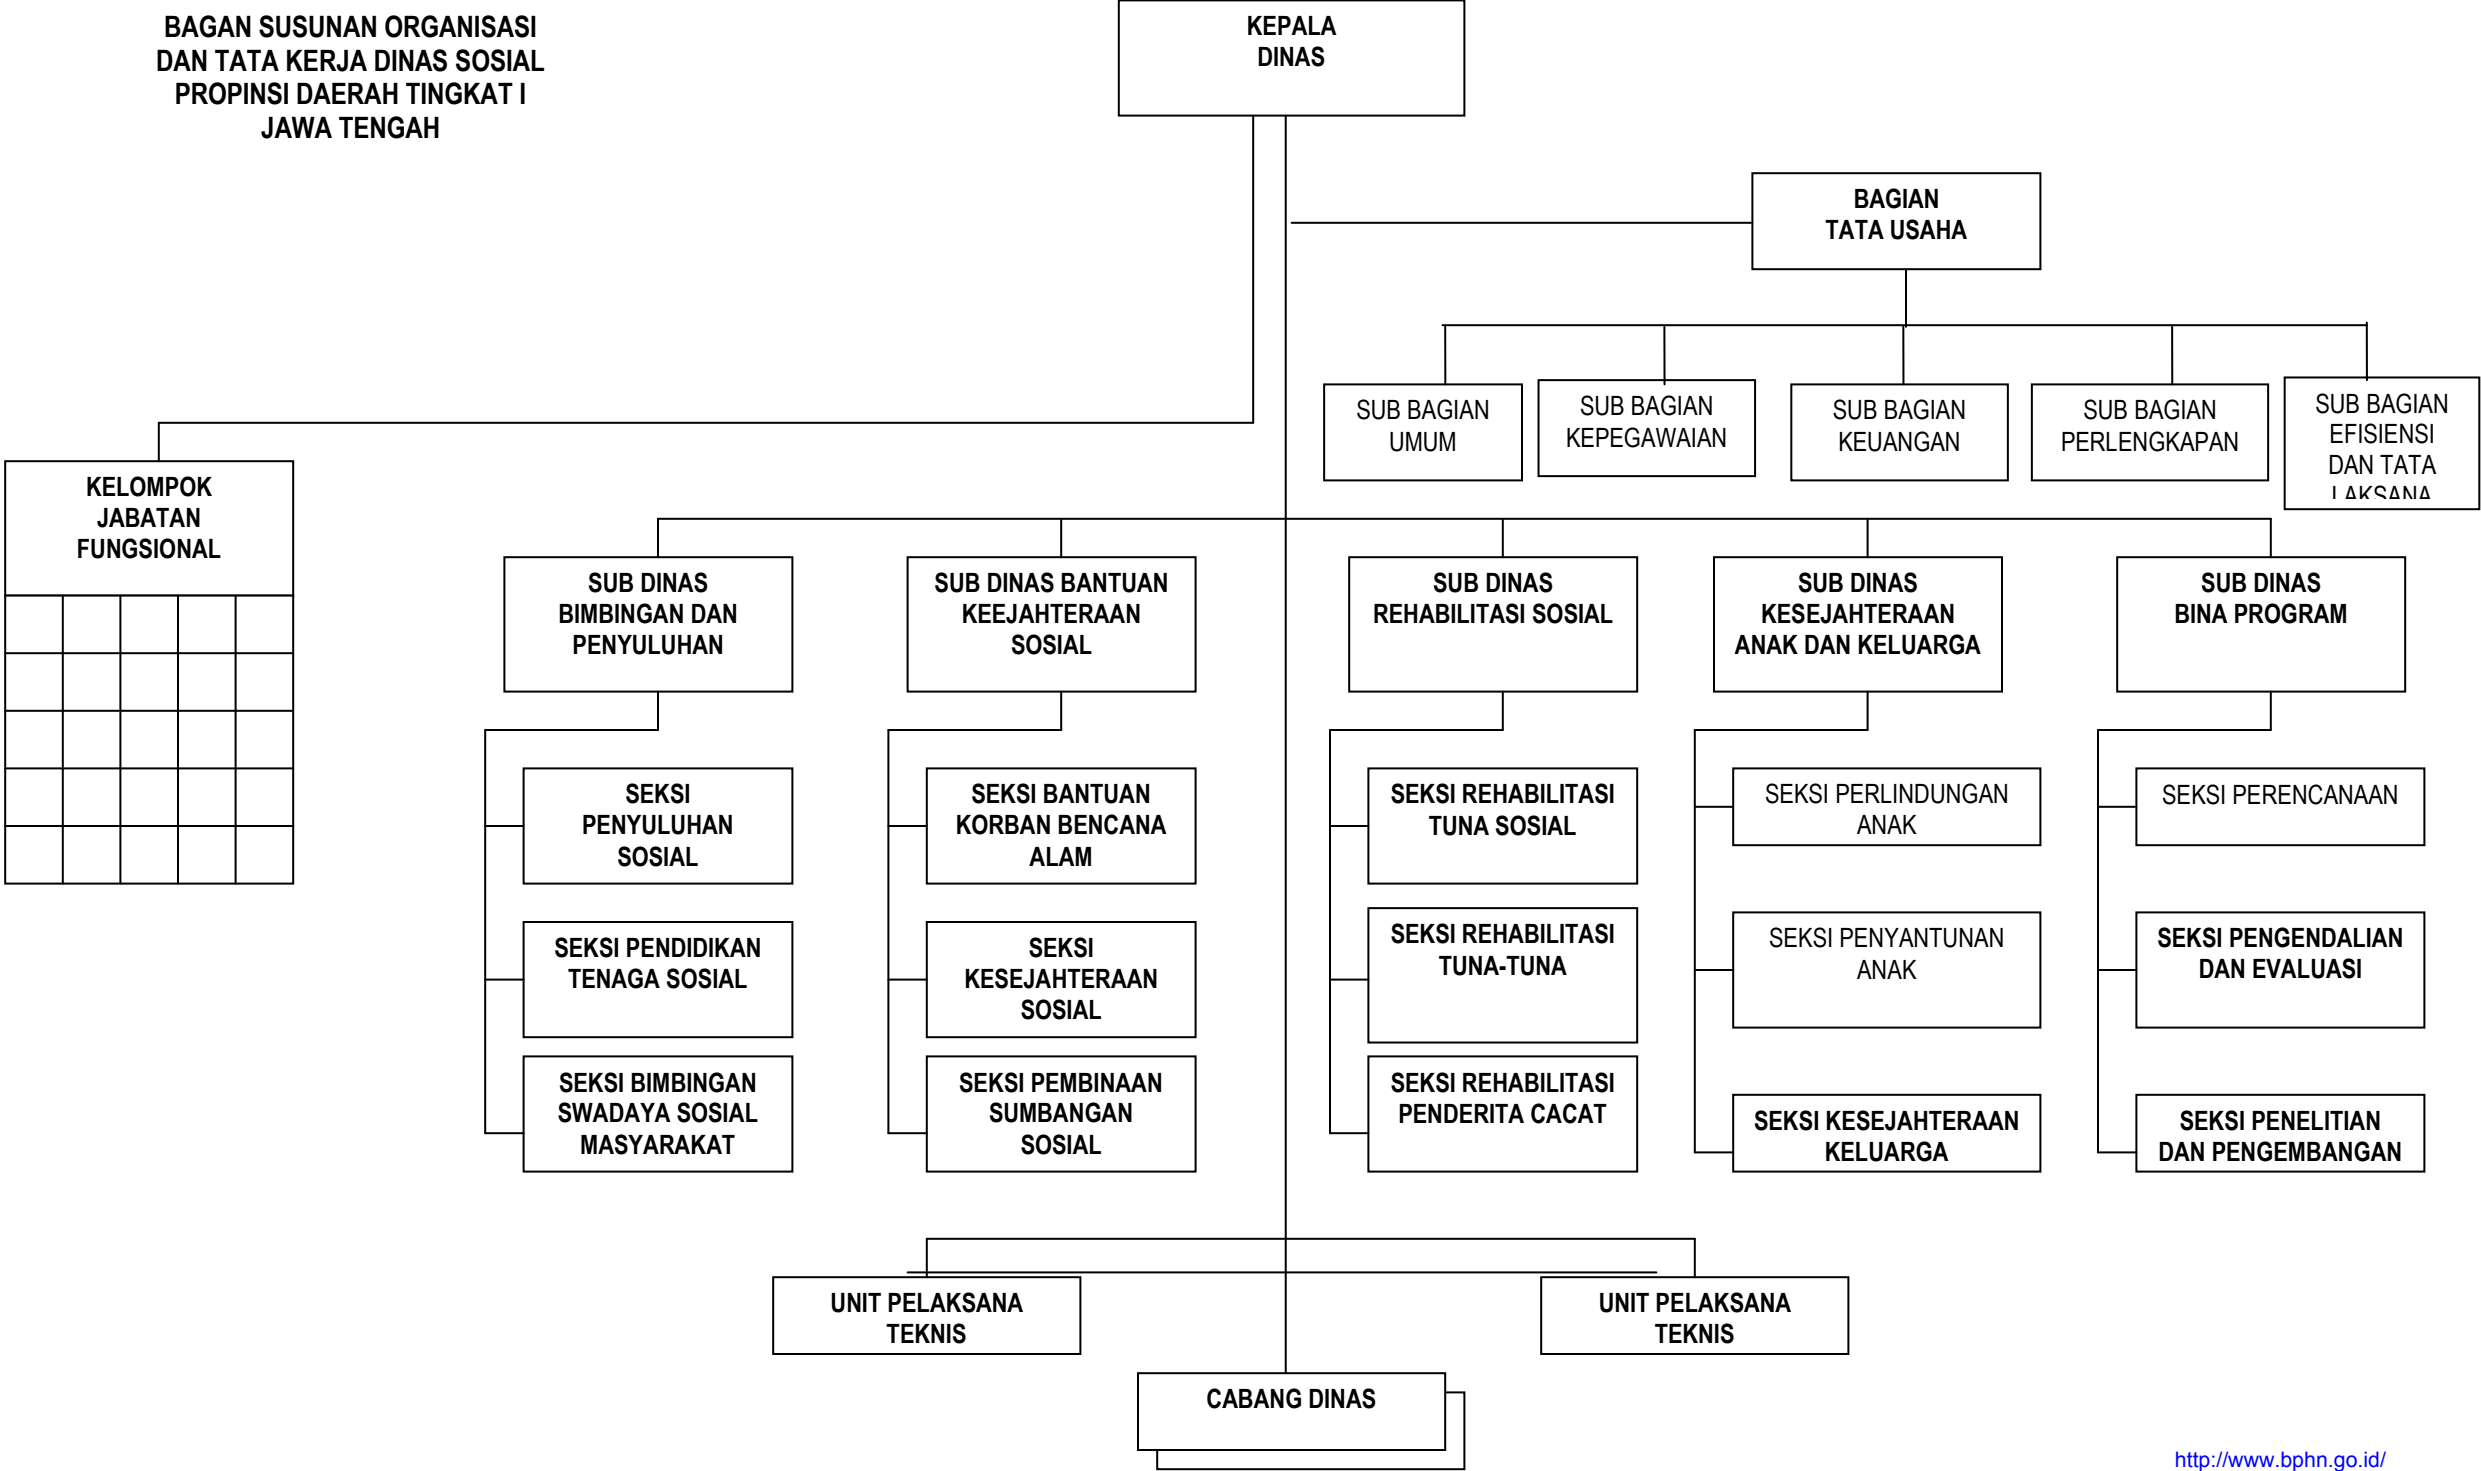 BAGAN SUSUNAN ORGANISASI
DAN TATA KERJA DINAS SOSIAL
PROPINSI DAERAH TINGKAT I
JAWA TENGAH
KEPALA
DINAS
BAGIAN
TATA USAHA
SUB BAGIAN
UMUM
SUB BAGIAN
KEPEGAWAIAN
SUB BAGIAN
KEUANGAN
SUB BAGIAN
PERLENGKAPAN
SUB BAGIAN
EFISIENSI
DAN TATA
LAKSANA
KELOMPOK
JABATAN
FUNGSIONAL
SUB DINAS
BIMBINGAN DAN
PENYULUHAN
SUB DINAS BANTUAN
KEEJAHTERAAN
SOSIAL
SUB DINAS
REHABILITASI SOSIAL
SUB DINAS
KESEJAHTERAAN
ANAK DAN KELUARGA
SUB DINAS
BINA PROGRAM
SEKSI
PENYULUHAN
SOSIAL
SEKSI BANTUAN
KORBAN BENCANA
ALAM
SEKSI REHABILITASI
TUNA SOSIAL
SEKSI PERLINDUNGAN
ANAK
SEKSI PERENCANAAN
SEKSI PENDIDIKAN
TENAGA SOSIAL
SEKSI
KESEJAHTERAAN
SOSIAL
SEKSI REHABILITASI
TUNA-TUNA
SEKSI PENYANTUNAN
ANAK
SEKSI PENGENDALIAN
DAN EVALUASI
SEKSI BIMBINGAN
SWADAYA SOSIAL
MASYARAKAT
SEKSI PEMBINAAN
SUMBANGAN
SOSIAL
SEKSI REHABILITASI
PENDERITA CACAT
SEKSI KESEJAHTERAAN
KELUARGA
SEKSI PENELITIAN
DAN PENGEMBANGAN
UNIT PELAKSANA
TEKNIS
UNIT PELAKSANA
TEKNIS
CABANG DINAS
http://www.bphn.go.id/